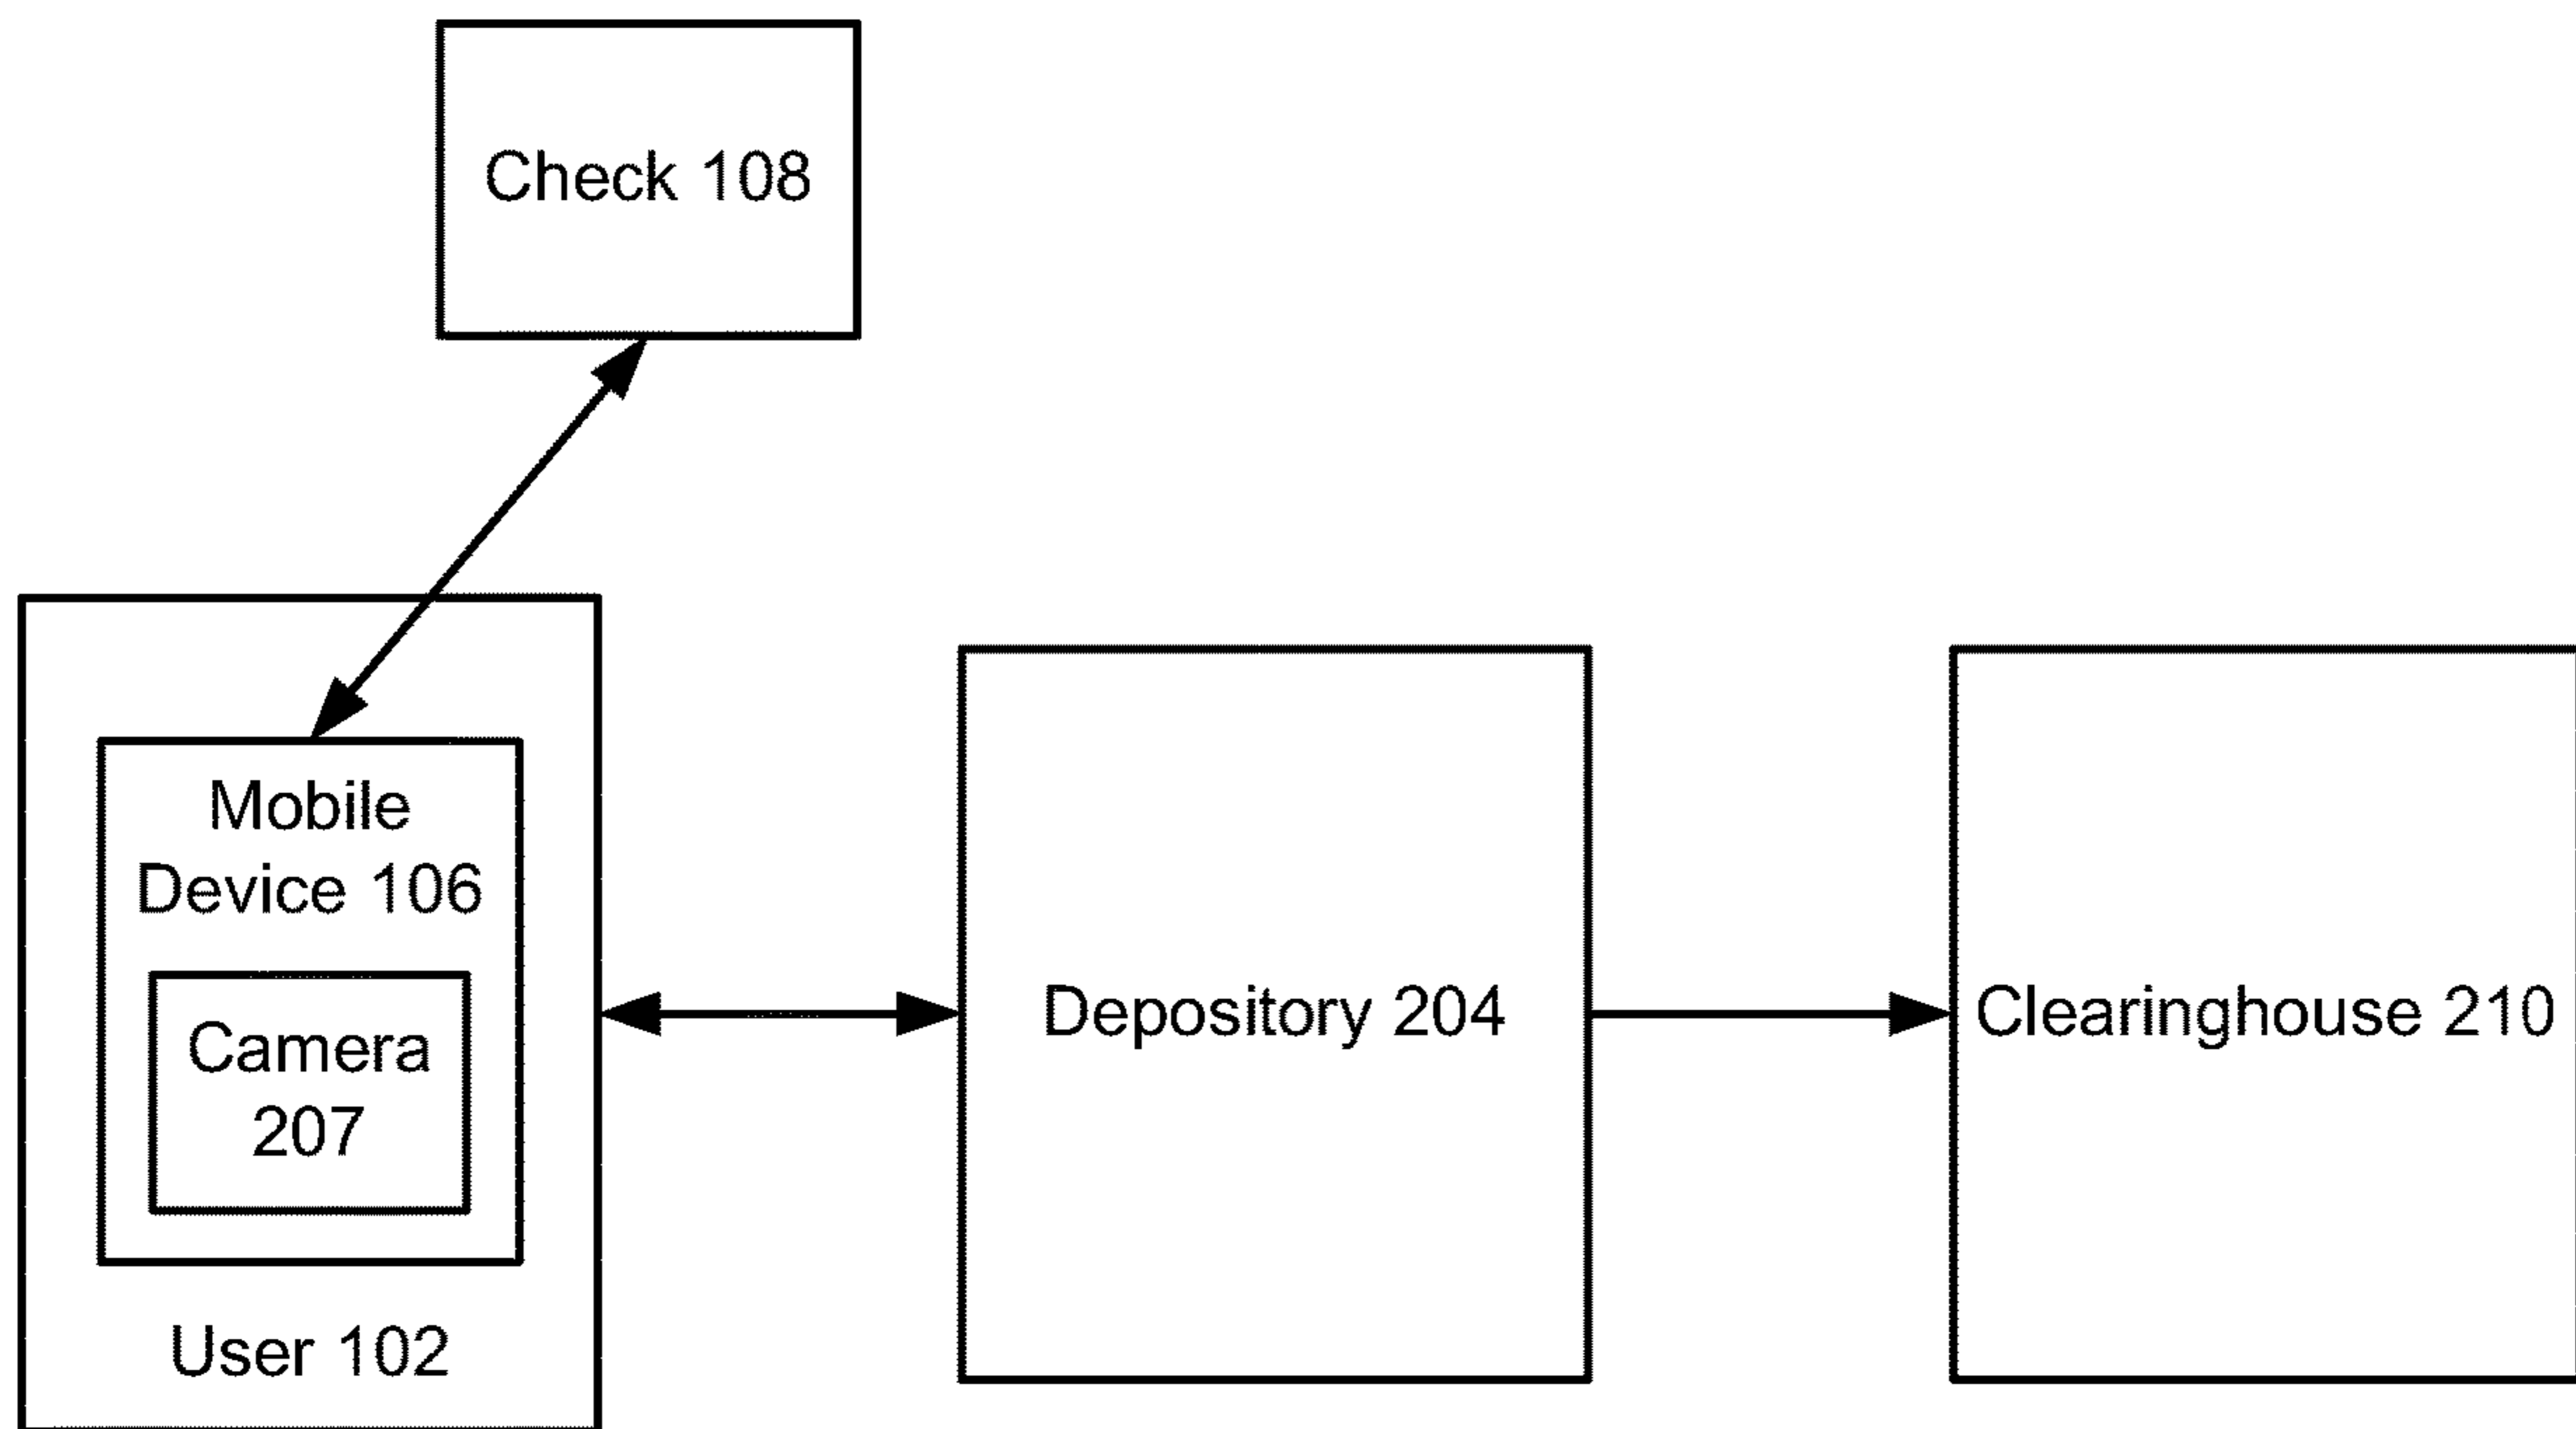 Check 108
Mobile
Device 106
Camera
207
User 102
Depository 204
Clearinghouse 210